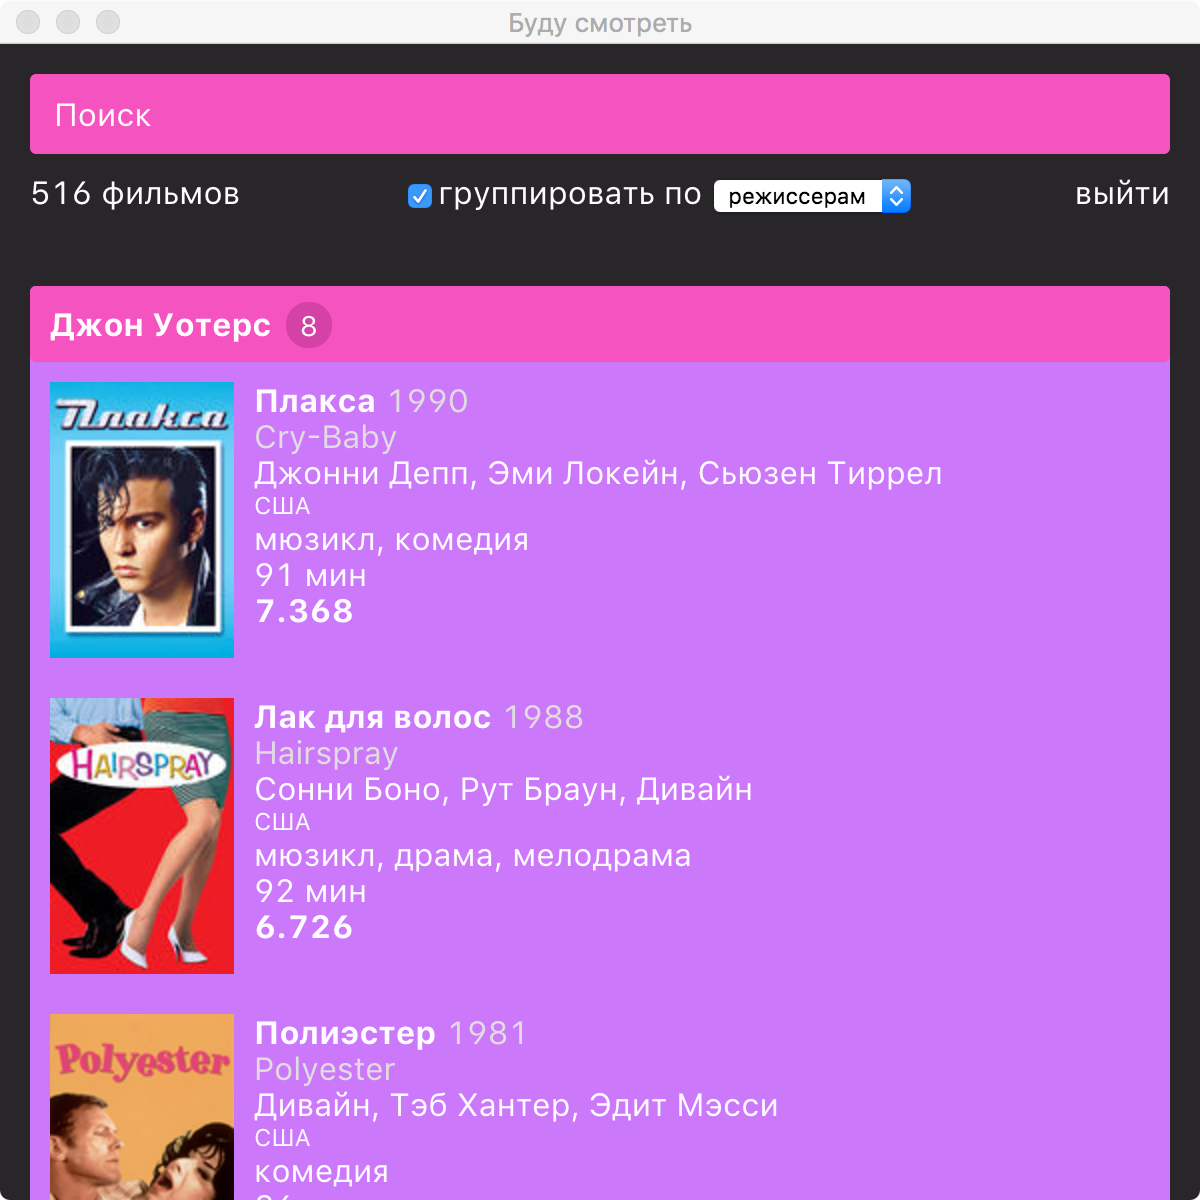 Буду смотреть
Поиск
516 фильмов группировать по режиссерам выйти
Джон Уотерс 8
Плакса
Плакса 1990
Cry-Baby
Джонни Депп, Эми Локейн, Сьюзен Тиррел
США
мюзикл, комедия
91 мин
7.368
HAIRSPRAY
Лак для волос 1988
Hairspray
Сонни Боно, Рут Браун, Дивайн
США
мюзикл, драма, мелодрама
92 мин
6.726
Polyester
Полиэстер 1981
Polyester
Дивайн, Тэб Хантер, Эдит Мэсси
США
комедия